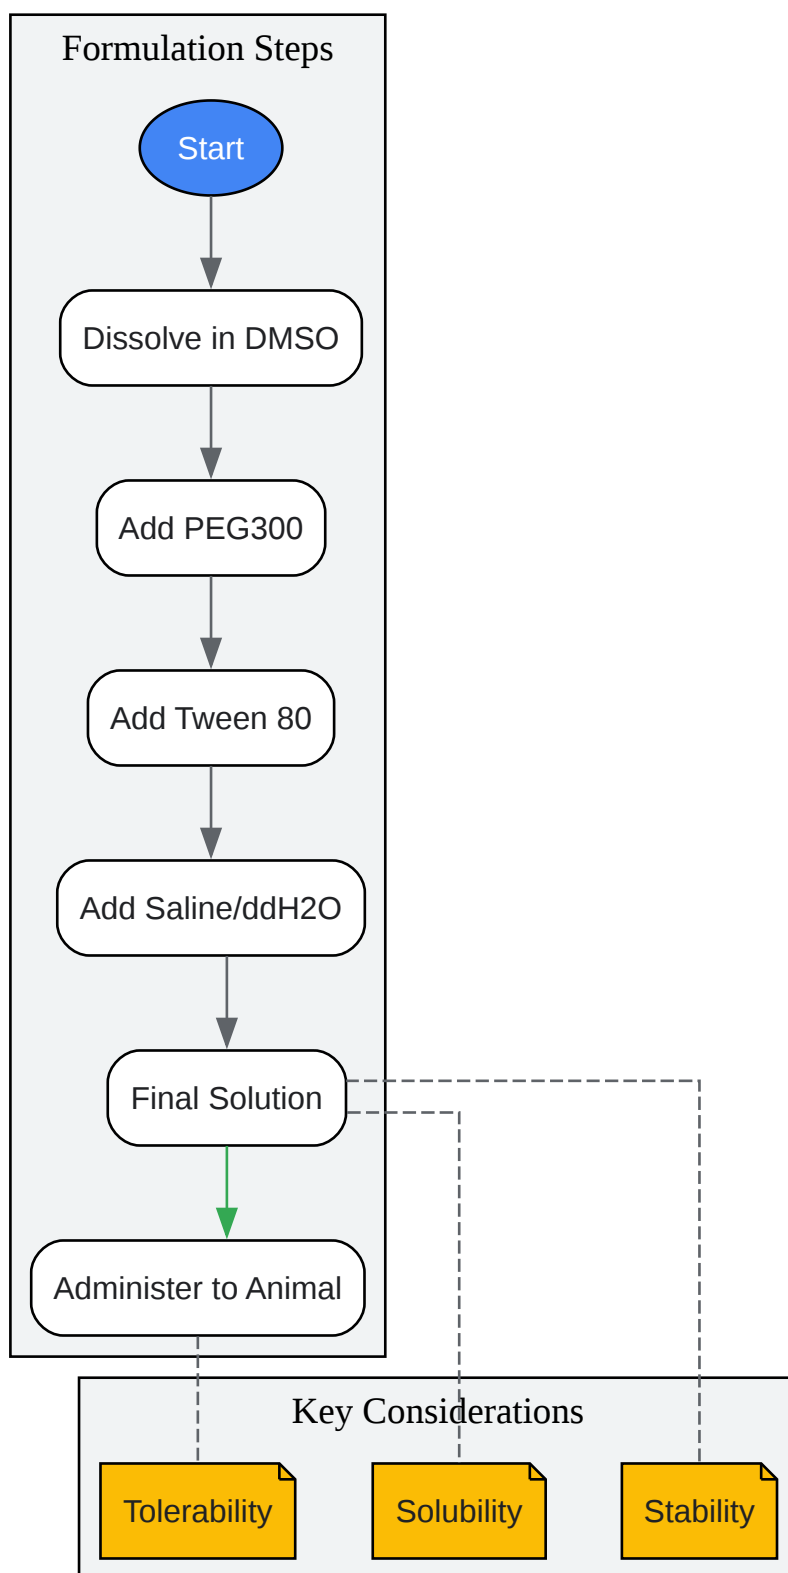 Formulation Steps
Start
Dissolve in DMSO
Add PEG300
Add Tween 80
Add Saline/ddH2O
Final Solution
Administer to Animal
Key Considerations
Tolerability
Solubility
Stability